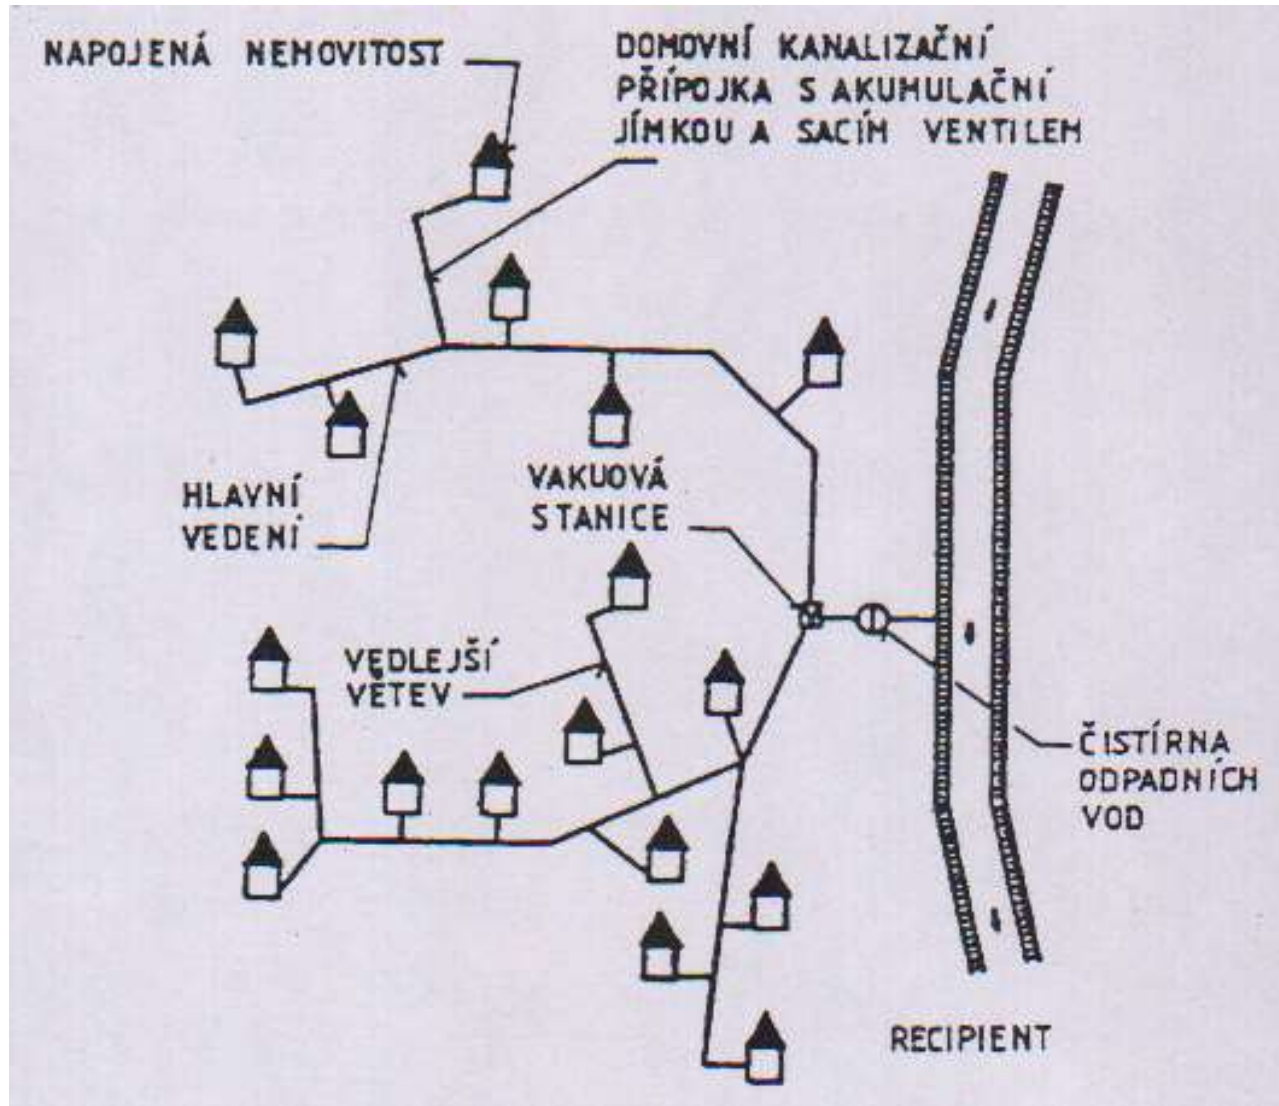 NAPOJENÁ NEMOVITOST
DOMOVNÍ KANALIZAČNÍ
PŘÍPOJKA S AKUMULAČNÍ
JÍMKOU A SACÍM VENTILEM
HLAVNÍ
VEDENÍ
VAKUOVÁ
STANICE
VEDLEJŠÍ
VĚTEV
ČISTÍRNA
ODPADNÍCH
VOD
RECIPIENT